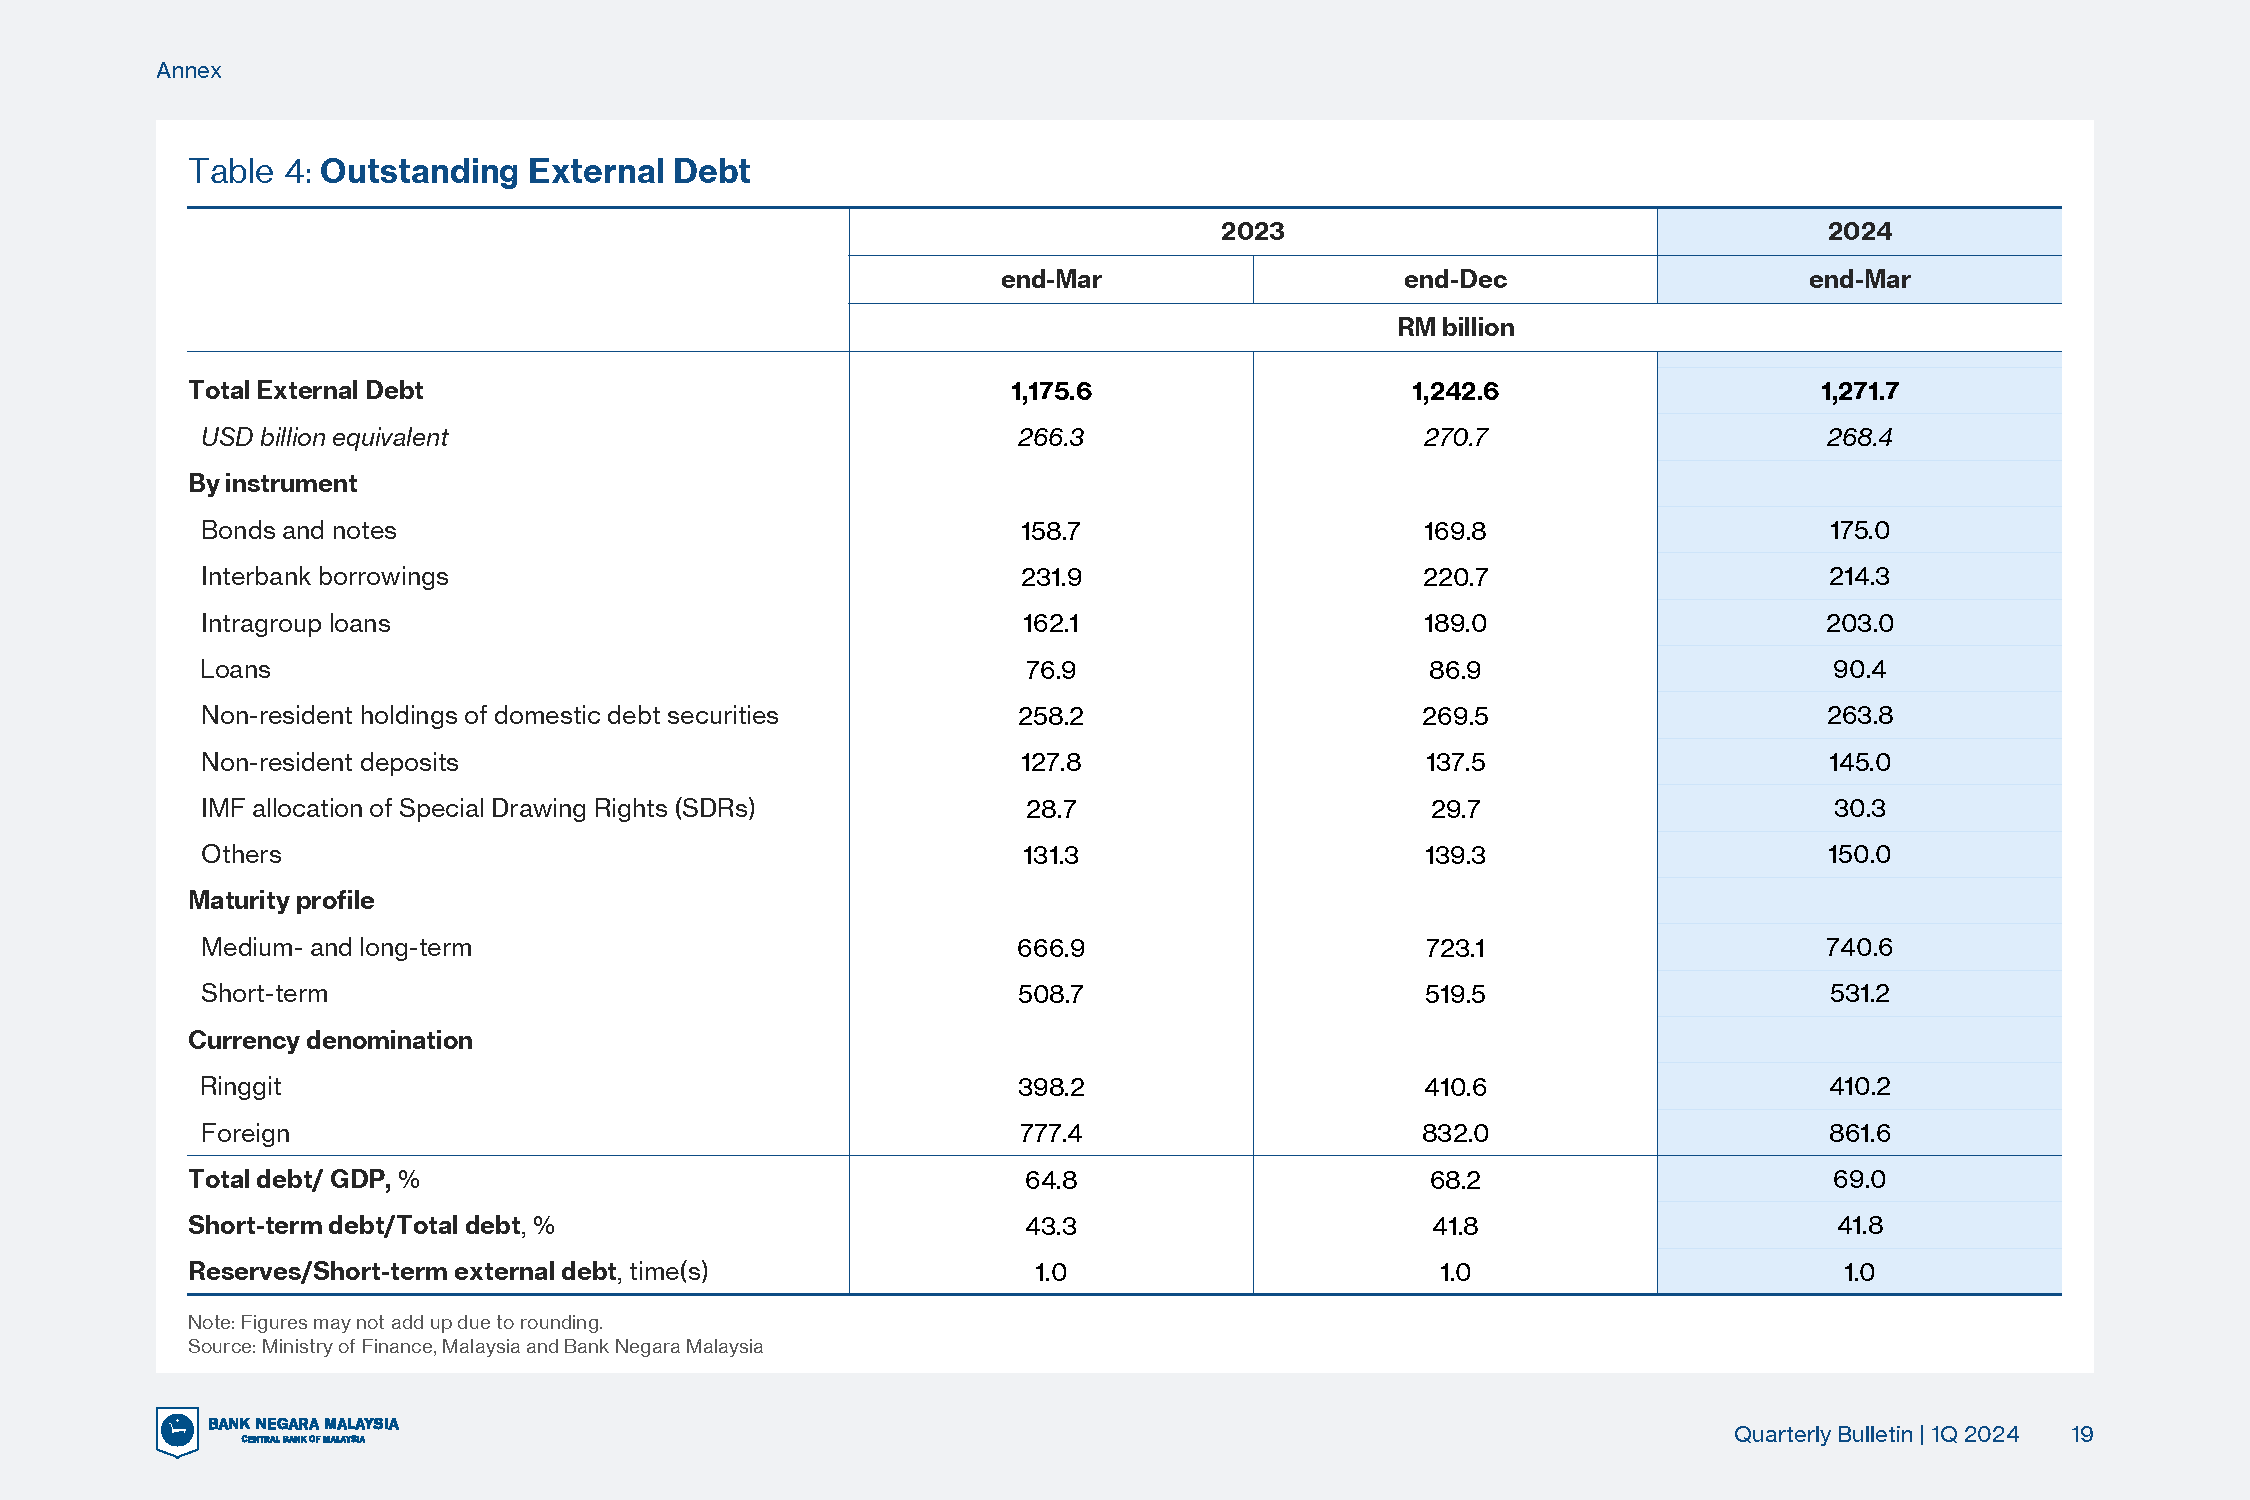 Annex
Table 4: Outstanding External Debt
2023 2024
end-Mar end-Dec end-Mar
RM billion
Total External Debt 1,175.6 1,242.6 1,271.7
USD billion equivalent 266.3 270.7 268.4
By instrument
Bonds and notes 158.7 169.8 175.0
Interbank borrowings 231.9 220.7 214.3
Intragroup loans 162.1 189.0 203.0
Loans 76.9 86.9 90.4
Non-resident holdings of domestic debt securities 258.2 269.5 263.8
Non-resident deposits 127.8 137.5 145.0
IMF allocation of Special Drawing Rights (SDRs) 28.7 29.7 30.3
Others 131.3 139.3 150.0
Maturity profile
Medium- and long-term 666.9 723.1 740.6
Short-term 508.7 519.5 531.2
Currency denomination
Ringgit 398.2 410.6 410.2
Foreign 777.4 832.0 861.6
Total debt/ GDP, % 64.8 68.2 69.0
Short-term debt/Total debt, % 43.3 41.8 41.8
Reserves/Short-term external debt, time(s) 1.0 1.0 1.0
Note: Figures may not add up due to rounding.
Source: Ministry of Finance, Malaysia and Bank Negara Malaysia
BANK NEGARA MALAYSIA
CENTRAL BANK OF MALAYSIA
Quarterly Bulletin | 1Q 2024 19